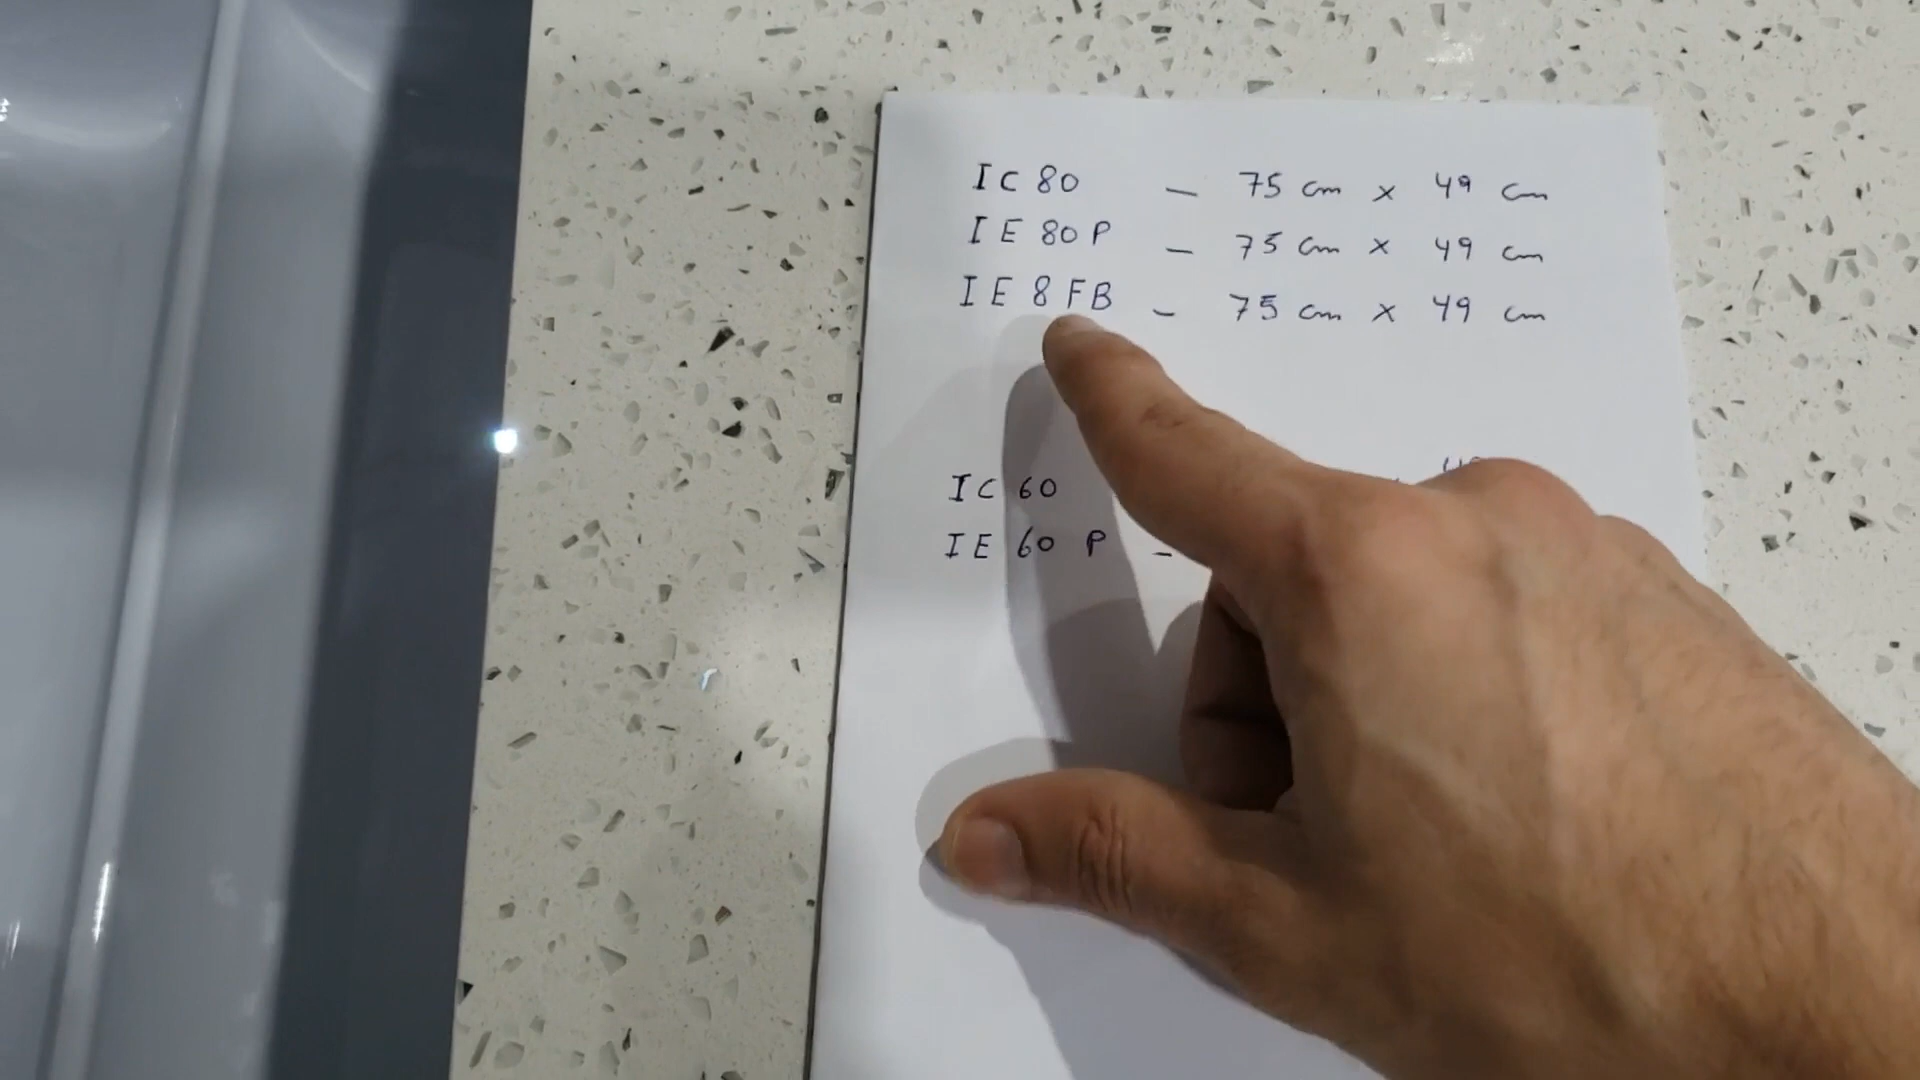 IC 80 – 75 cm x 49 cm
IE 80 P – 75 cm x 49 cm
IE 8 FB – 75 cm x 49 cm
IC 60
IE 60 P –